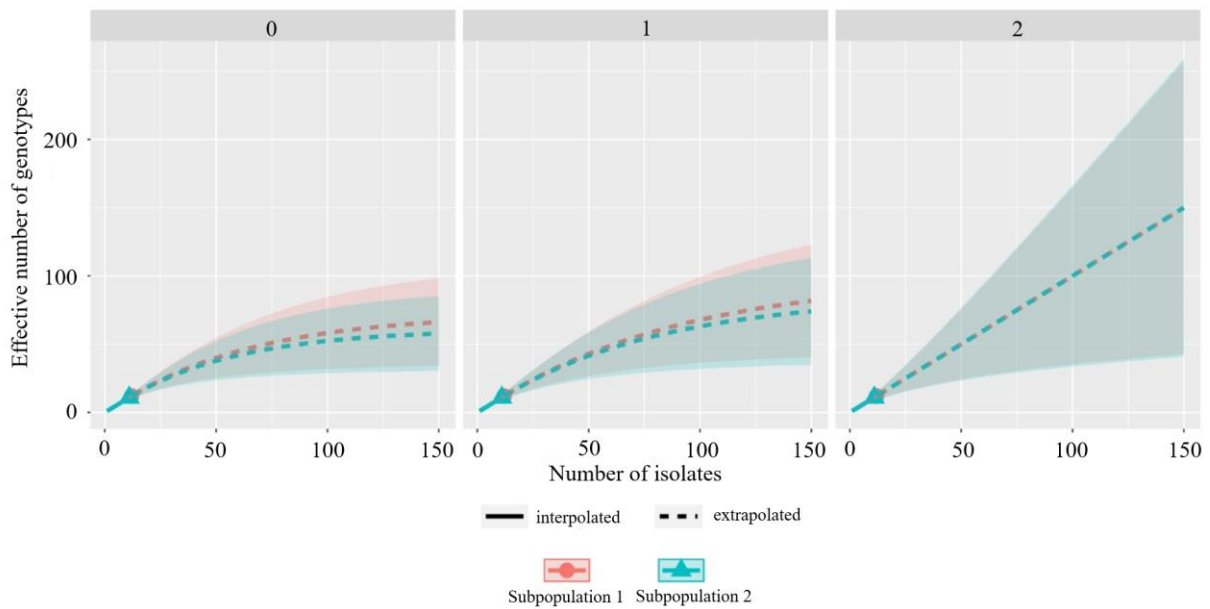 0 1 2
Effective number of genotypes
200
100
0
0 50 100 150 0 50 100 150 0 50 100 150
Number of isolates
interpolated extrapolated
Subpopulation 1 Subpopulation 2